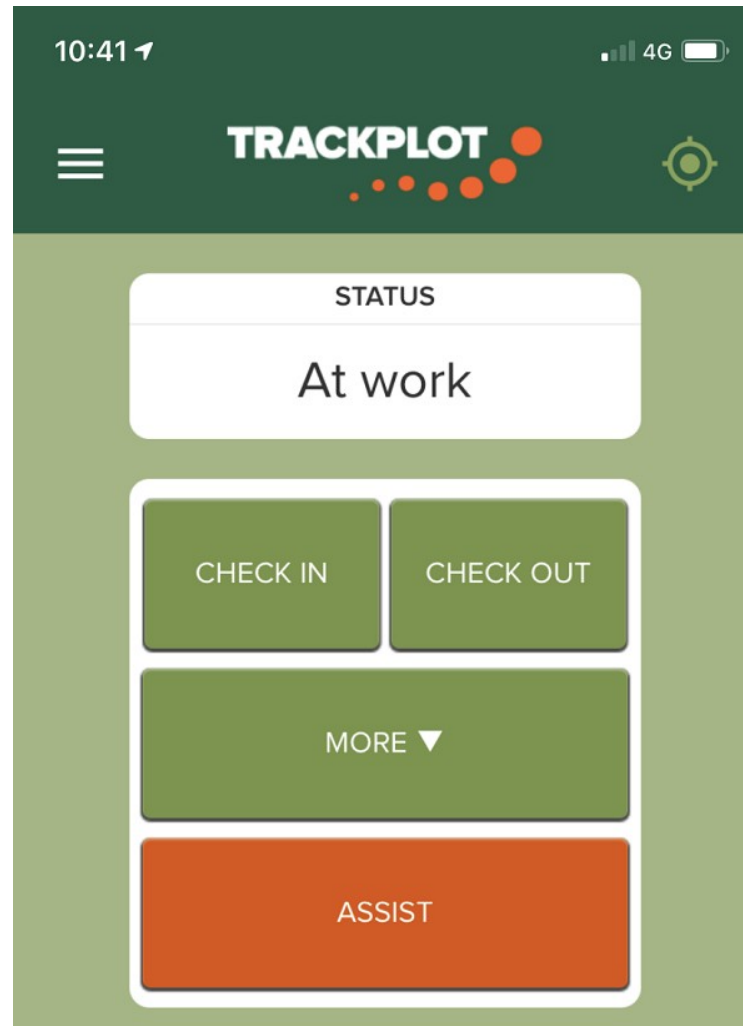 10:41
4G
TRACKPLOT
STATUS
At work
CHECK IN
CHECK OUT
MORE ▼
ASSIST